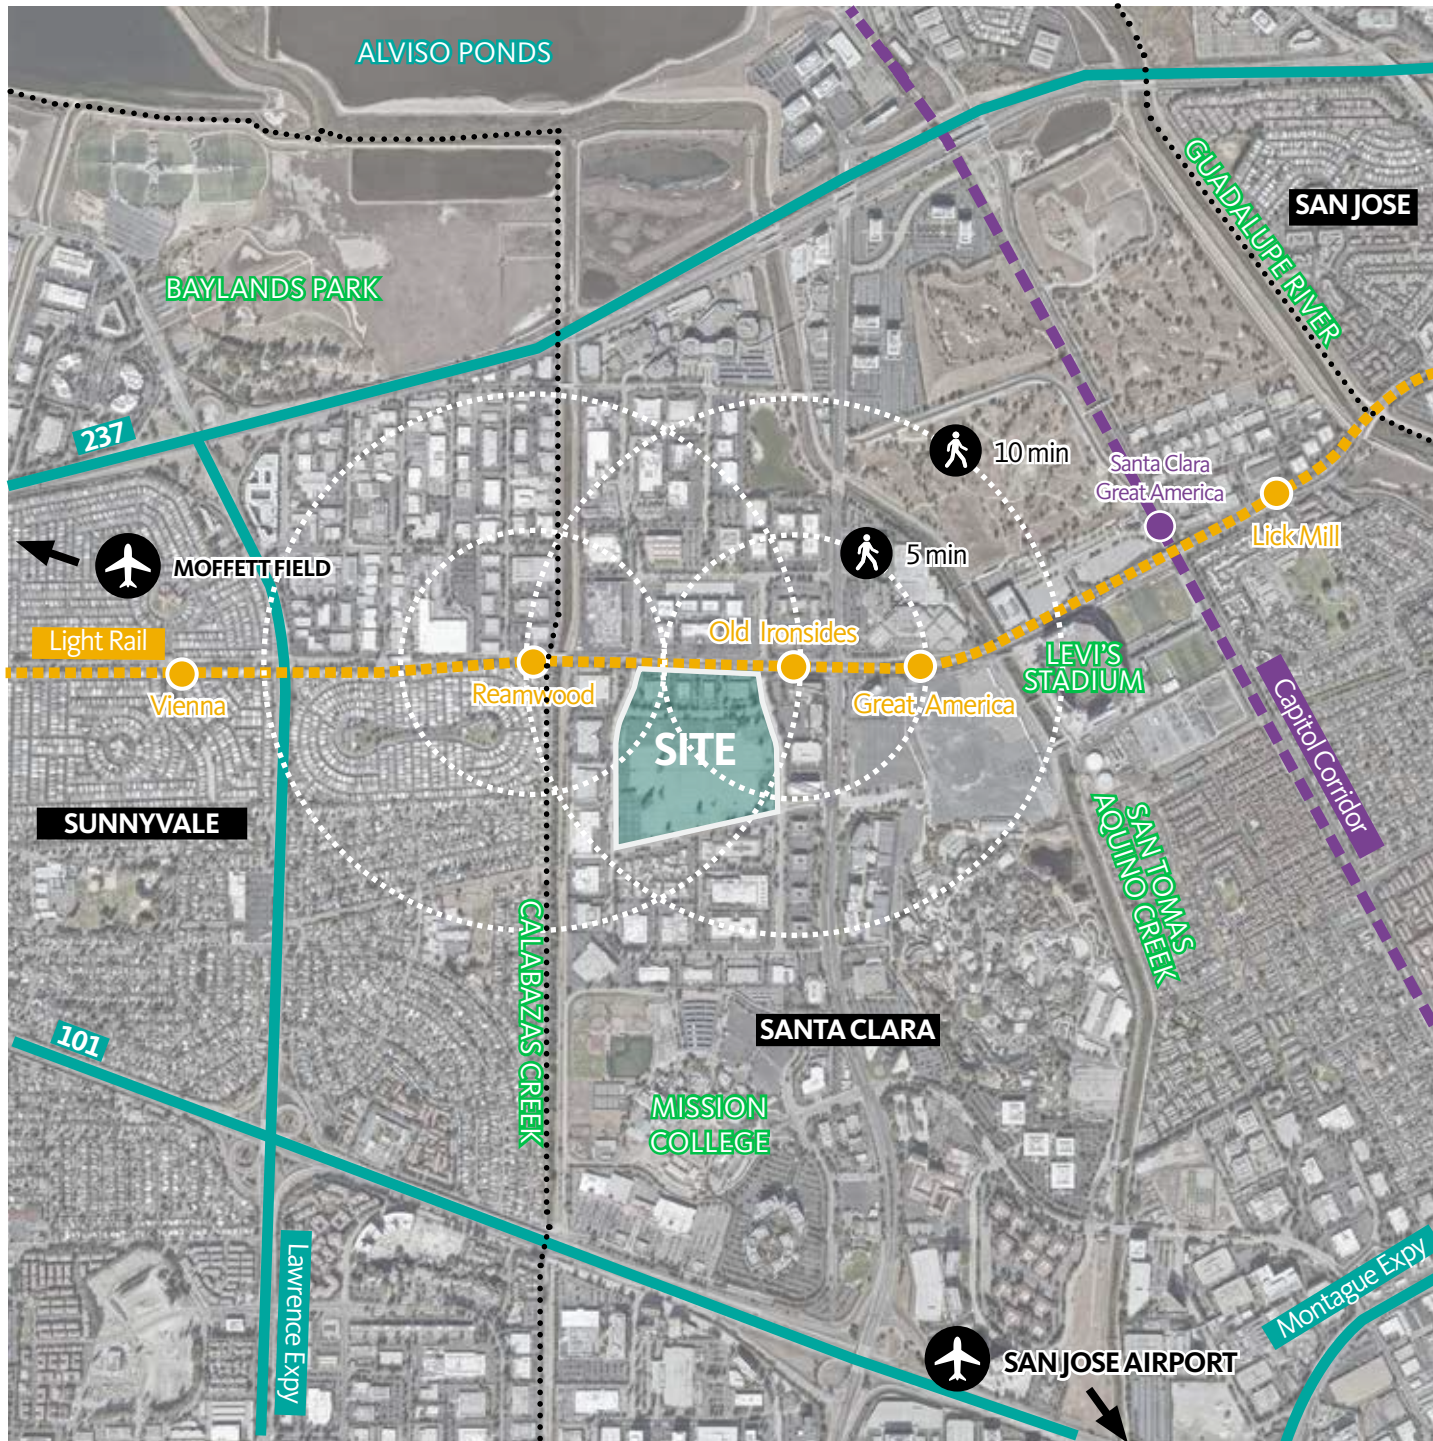 ALVISO PONDS
GUADALUPE RIVER
SAN JOSE
BAYLANDS PARK
237
10 min
Santa Clara
Great America
5 min
Lick Mill
MOFFETT FIELD
Light Rail
Old Ironsides
Vienna
Reamwood
Great America
LEVI'S
STADIUM
SITE
Capitol Corridor
SUNNYVALE
SAN TOMAS
AQUINO CREEK
CALABAZAS CREEK
101
SANTA CLARA
MISSION
COLLEGE
Lawrence Expy
Montague Expy
SAN JOSE AIRPORT